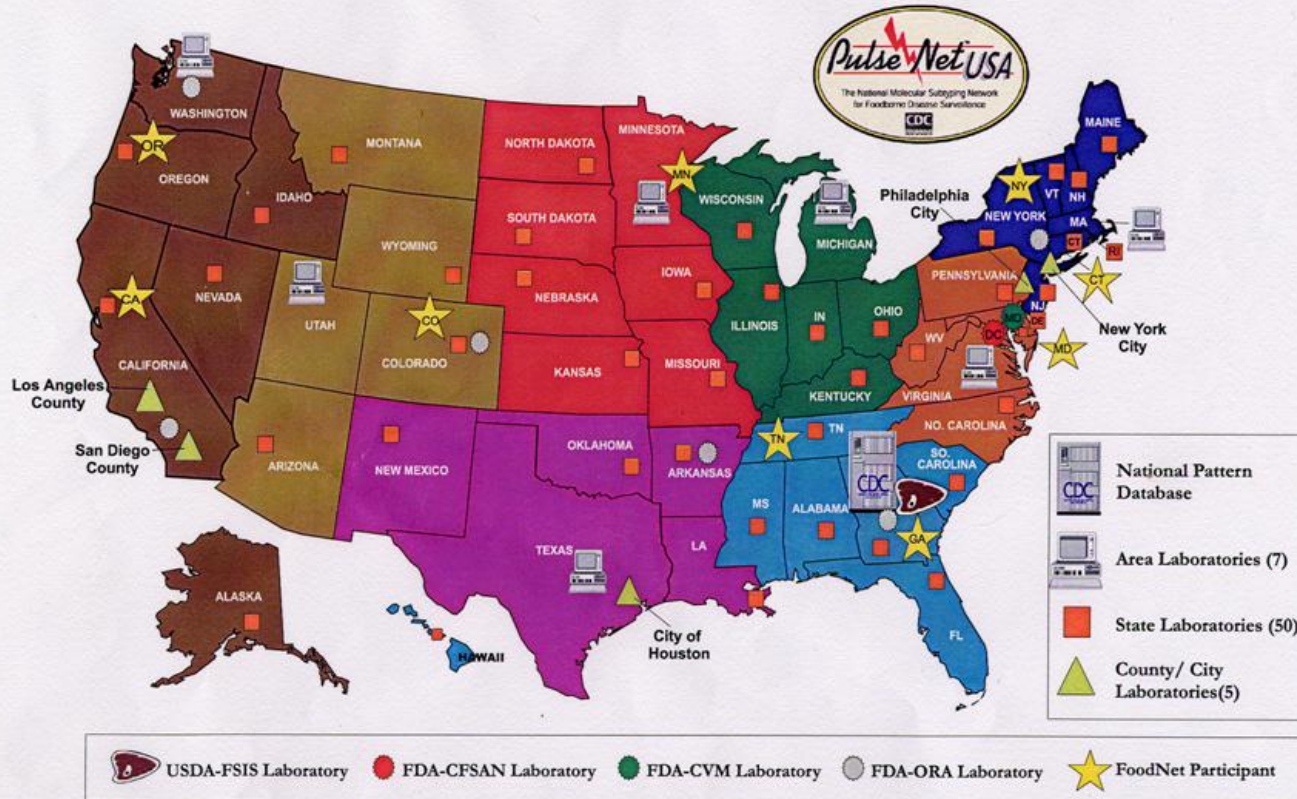 Pulse Net USA
The National Molecular Subtyping Network
for Foodborne Disease Surveillance
CDC
WASHINGTON
OR
OREGON
IDAHO
MONTANA
NORTH DAKOTA
MINNESOTA
MN
SOUTH DAKOTA
WYOMING
NEBRASKA
IOWA
WISCONSIN
MICHIGAN
Philadelphia
City
MAINE
NY
VT
NH
NEW YORK
MA
CT
RI
CT
PENNSYLVANIA
NJ
MD
DE
DC
MD
New York
City
CA
NEVADA
UTAH
CO
COLORADO
KANSAS
MISSOURI
ILLINOIS
IN
OHIO
WV
KENTUCKY
VIRGINIA
CALIFORNIA
Los Angeles
County
San Diego
County
ARIZONA
NEW MEXICO
OKLAHOMA
ARKANSAS
TN
TN
NO. CAROLINA
SO.
CAROLINA
CDC
MS
ALABAMA
GA
TEXAS
LA
FL
ALASKA
HAWAII
City of
Houston
CDC
National Pattern
Database
Area Laboratories (7)
State Laboratories (50)
County/ City
Laboratories(5)
USDA-FSIS Laboratory
FDA-CFSAN Laboratory
FDA-CVM Laboratory
FDA-ORA Laboratory
FoodNet Participant